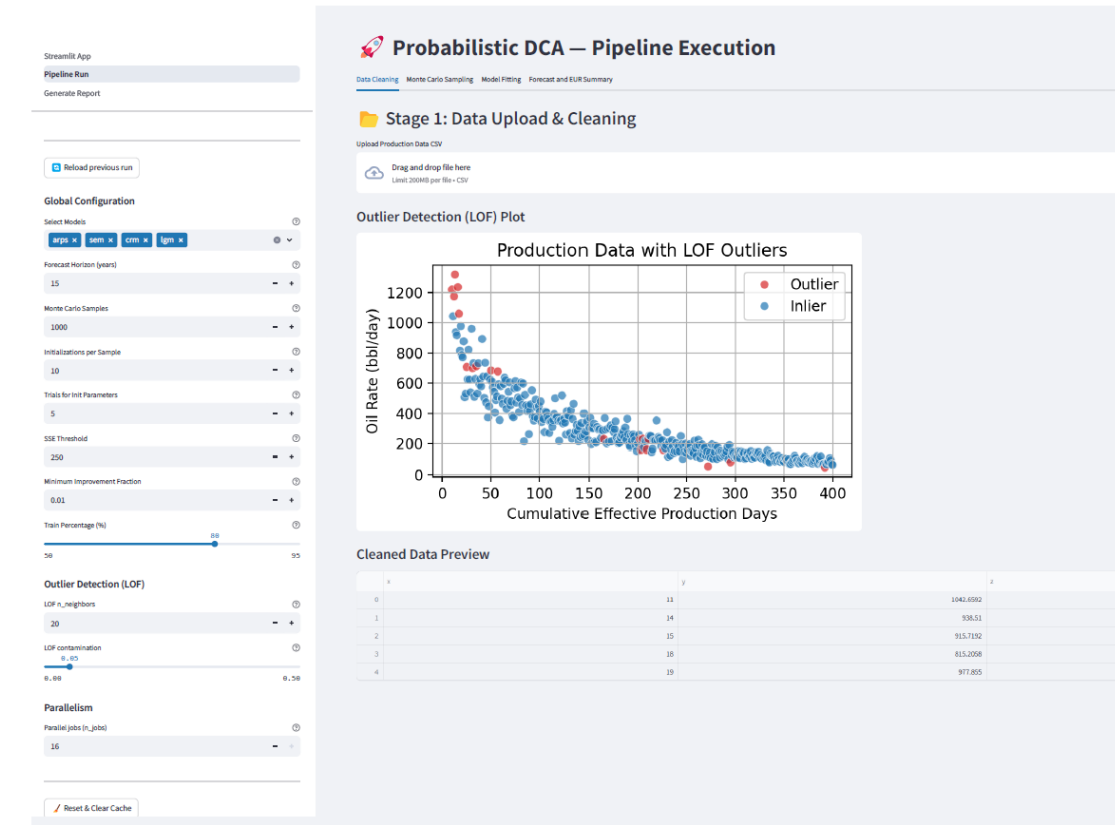 Streamlit App
Pipeline Run
Generate Report
Reload previous run
Global Configuration
Select Models
arps × sem × crm × lgm ×
Forecast Horizon (years)
15
Monte Carlo Samples
1000
Initializations per Sample
10
Trials for Init Parameters
5
SSE Threshold
250
Minimum Improvement Fraction
0.01
Train Percentage (%)
80
50 95
Outlier Detection (LOF)
LOF n_neighbors
20
LOF contamination
0.05
0.00 0.50
Parallelism
Parallel jobs (n_jobs)
16
Reset & Clear Cache
🚀 Probabilistic DCA — Pipeline Execution
Data Cleaning Monte Carlo Sampling Model Fitting Forecast and EUR Summary
📂 Stage 1: Data Upload & Cleaning
Upload Production Data CSV
Drag and drop file here
Limit 200MB per file • CSV
Outlier Detection (LOF) Plot
Production Data with LOF Outliers
Outlier
Inlier
Oil Rate (bbl/day)
1200
1000
800
600
400
200
0
0 50 100 150 200 250 300 350 400
Cumulative Effective Production Days
Cleaned Data Preview
x y z
0 11 1042.6592
1 14 938.51
2 15 915.7192
3 18 815.2058
4 19 977.855